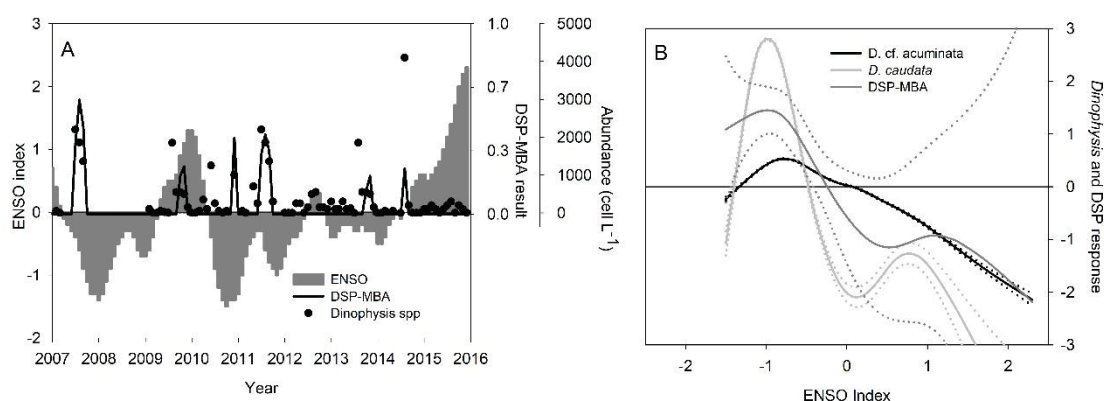 A
ENSO index
3
2
1
0
-1
-2
2007 2008 2009 2010 2011 2012 2013 2014 2015 2016
Year
ENSO
DSP-MBA
Dinophysis spp
1.0
0.7
0.3
0.0
DSP-MBA result
5000
4000
3000
2000
1000
0
Abundance (cell L-1)
B
D. cf. acuminata
D. caudata
DSP-MBA
3
2
1
0
-1
-2
-3
Dinophysis and DSP response
-2 -1 0 1 2
ENSO Index